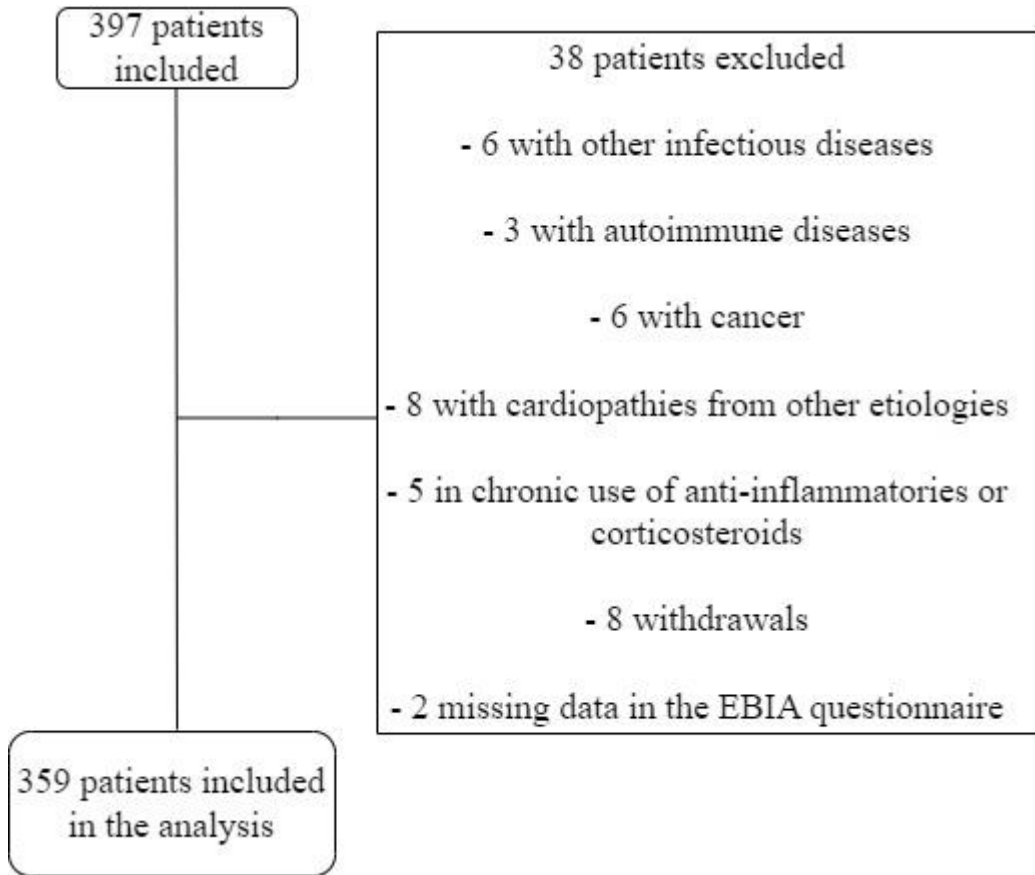 397 patients
included
38 patients excluded
- 6 with other infectious diseases
- 3 with autoimmune diseases
- 6 with cancer
- 8 with cardiopathies from other etiologies
- 5 in chronic use of anti-inflammatories or
corticosteroids
- 8 withdrawals
- 2 missing data in the EBIA questionnaire
359 patients included
in the analysis